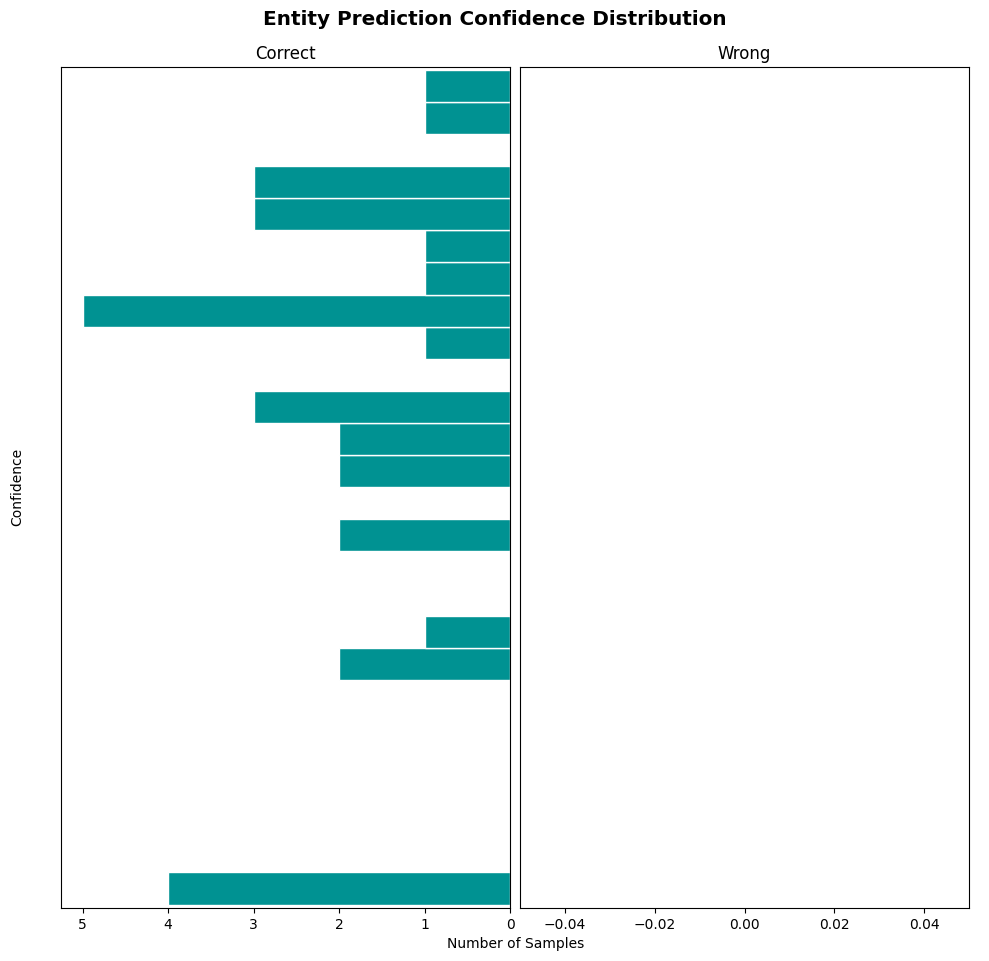 Entity Prediction Confidence Distribution
Correct Wrong
Confidence
5 4 3 2 1 0 −0.04 −0.02 0.00 0.02 0.04
Number of Samples